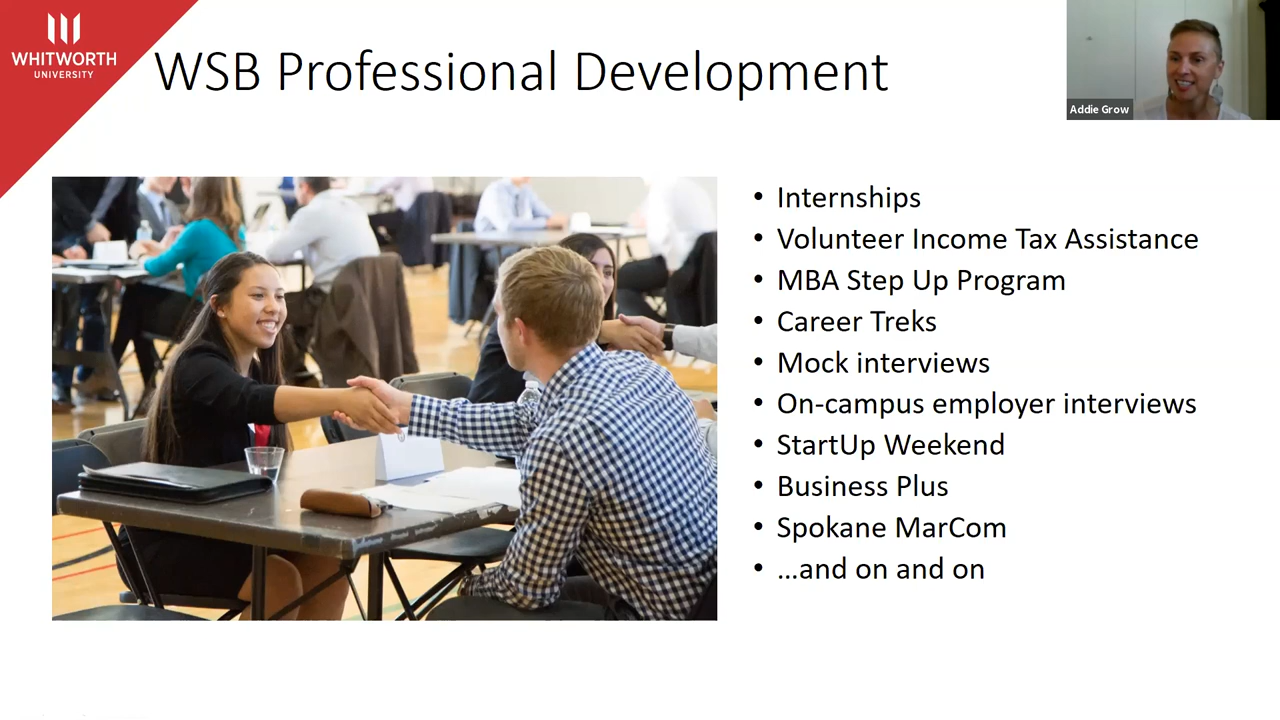 WHITWORTH
UNIVERSITY
WSB Professional Development
Addie Grow
• Internships
• Volunteer Income Tax Assistance
• MBA Step Up Program
• Career Treks
• Mock interviews
• On-campus employer interviews
• StartUp Weekend
• Business Plus
• Spokane MarCom
• …and on and on